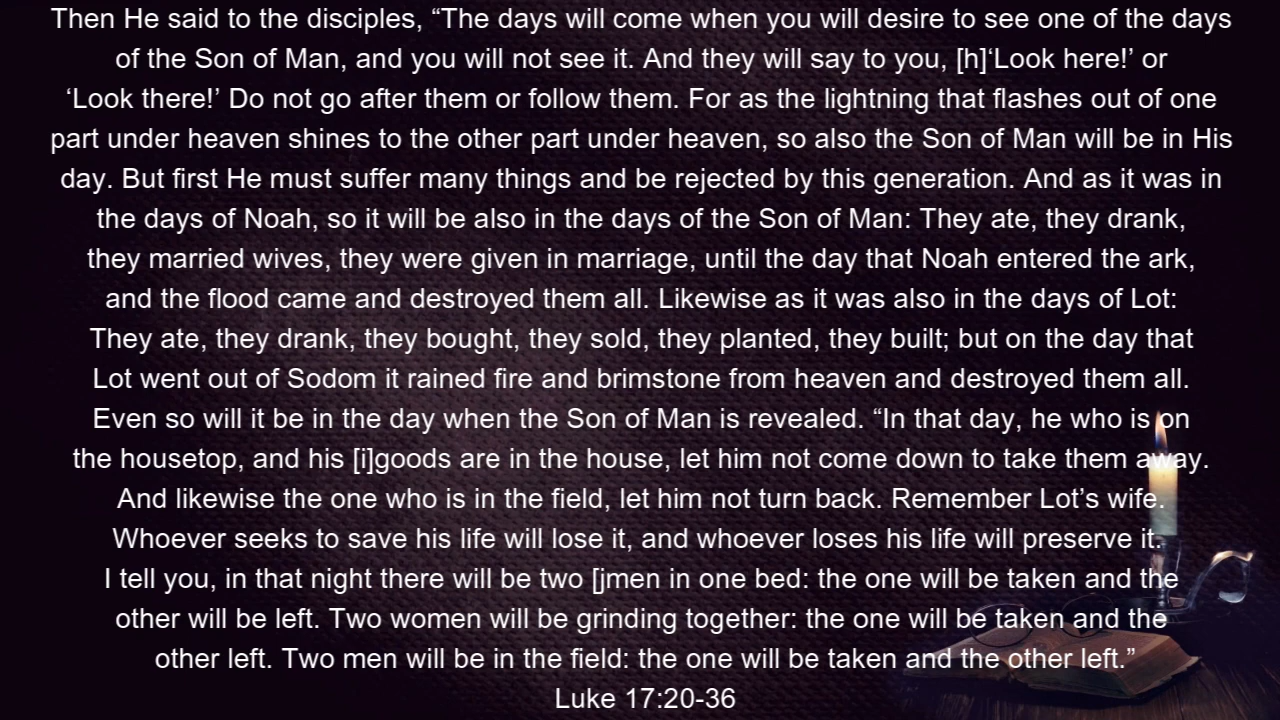 Then He said to the disciples, “The days will come when you will desire to see one of the days
of the Son of Man, and you will not see it. And they will say to you, [h]‘Look here!’ or
‘Look there!’ Do not go after them or follow them. For as the lightning that flashes out of one
part under heaven shines to the other part under heaven, so also the Son of Man will be in His
day. But first He must suffer many things and be rejected by this generation. And as it was in
the days of Noah, so it will be also in the days of the Son of Man: They ate, they drank,
they married wives, they were given in marriage, until the day that Noah entered the ark,
and the flood came and destroyed them all. Likewise as it was also in the days of Lot:
They ate, they drank, they bought, they sold, they planted, they built; but on the day that
Lot went out of Sodom it rained fire and brimstone from heaven and destroyed them all.
Even so will it be in the day when the Son of Man is revealed. “In that day, he who is on
the housetop, and his [i]goods are in the house, let him not come down to take them away.
And likewise the one who is in the field, let him not turn back. Remember Lot’s wife.
Whoever seeks to save his life will lose it, and whoever loses his life will preserve it.
I tell you, in that night there will be two [jmen in one bed: the one will be taken and the
other will be left. Two women will be grinding together: the one will be taken and the
other left. Two men will be in the field: the one will be taken and the other left.”
Luke 17:20-36